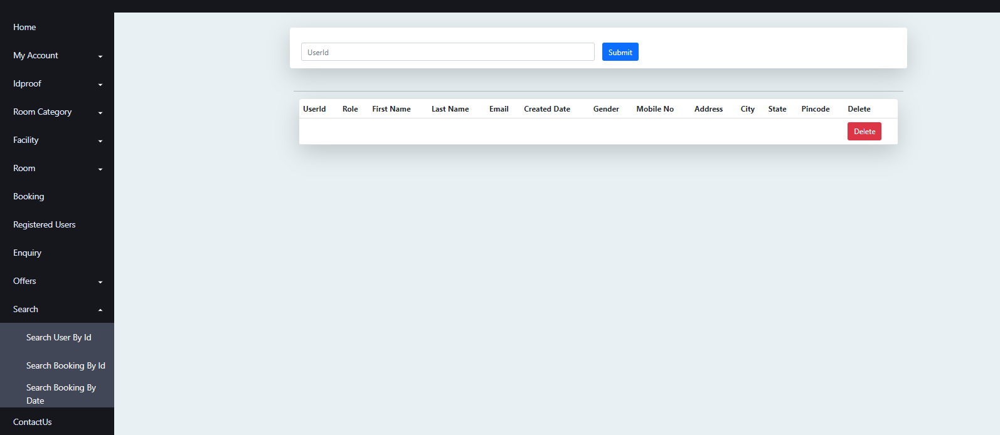 Home
My Account
Idproof
Room Category
Facility
Room
Booking
Registered Users
Enquiry
Offers
Search
Search User By Id
Search Booking By Id
Search Booking By
Date
ContactUs
UserId
Submit
UserId Role First Name Last Name Email Created Date Gender Mobile No Address City State Pincode Delete
Delete